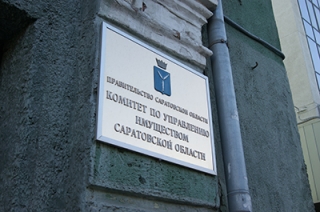 ПРАВИТЕЛЬСТВО САРАТОВСКОЙ ОБЛАСТИ
КОМИТЕТ ПО УПРАВЛЕНИЮ
ИМУЩЕСТВОМ
САРАТОВСКОЙ ОБЛАСТИ